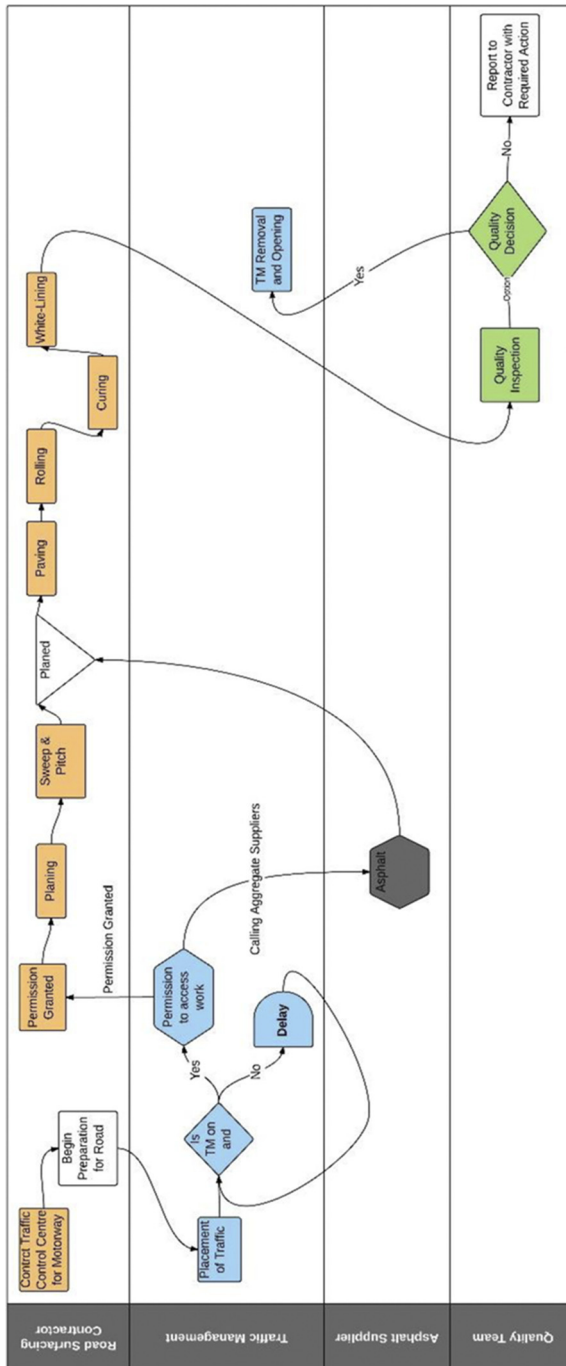 Road Surfacing
Contractor
Contrct Traffic
Control Centre
for Motorway
Begin
Preparation
for Road
Permission
Granted
Planing
Sweep &
Pitch
Planed
Paving
Rolling
Curing
White-Lining
Traffic Management
Placement
of Traffic
Is
TM on
and
Yes
No
Permission
to access
work
Permission Granted
Delay
Calling Aggregate Suppliers
TM Removal
and Opening
Asphalt Supplier
Asphalt
Yes
Quality Team
Quality
Inspection
Option
Quality
Decision
No
Report to
Contractor with
Required Action